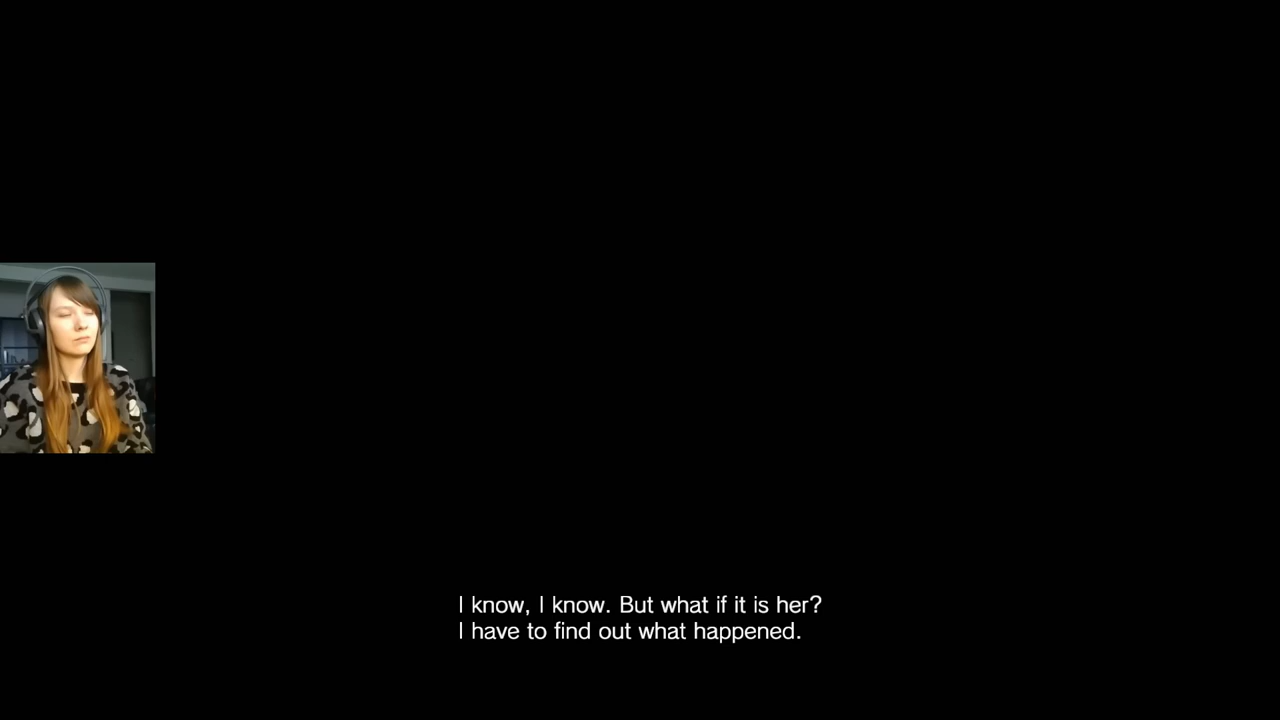 I know, I know. But what if it is her?
I have to find out what happened.